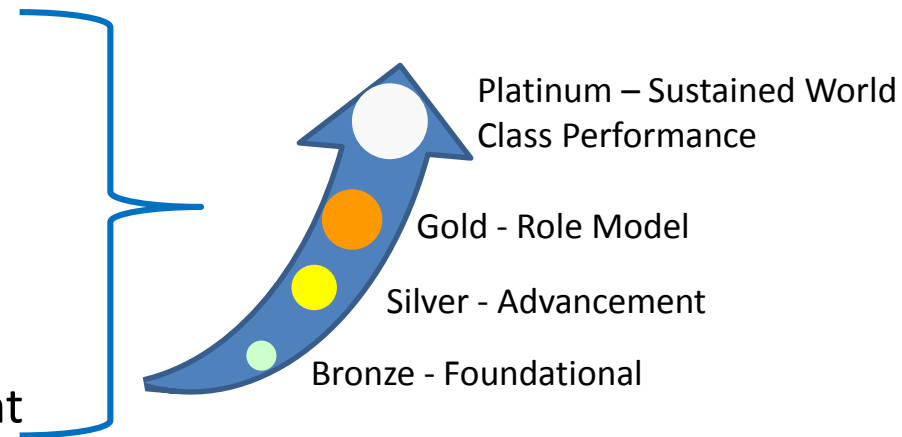 Platinum – Sustained World
Class Performance
Gold - Role Model
Silver - Advancement
Bronze - Foundational